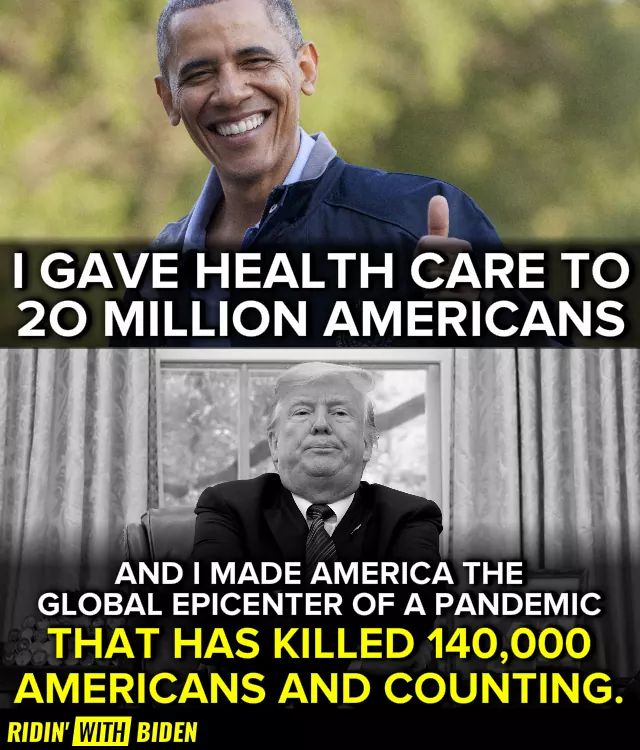 I GAVE HEALTH CARE TO
20 MILLION AMERICANS
AND I MADE AMERICA THE
GLOBAL EPICENTER OF A PANDEMIC
THAT HAS KILLED 140,000
AMERICANS AND COUNTING.
RIDIN' WITH BIDEN